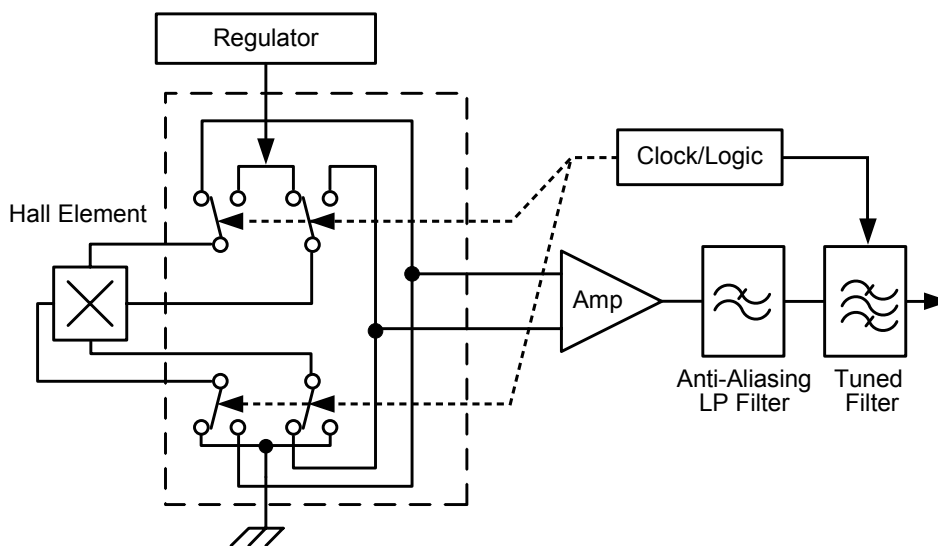 Regulator
Clock/Logic
Hall Element
Amp
Anti-Aliasing
LP Filter
Tuned
Filter